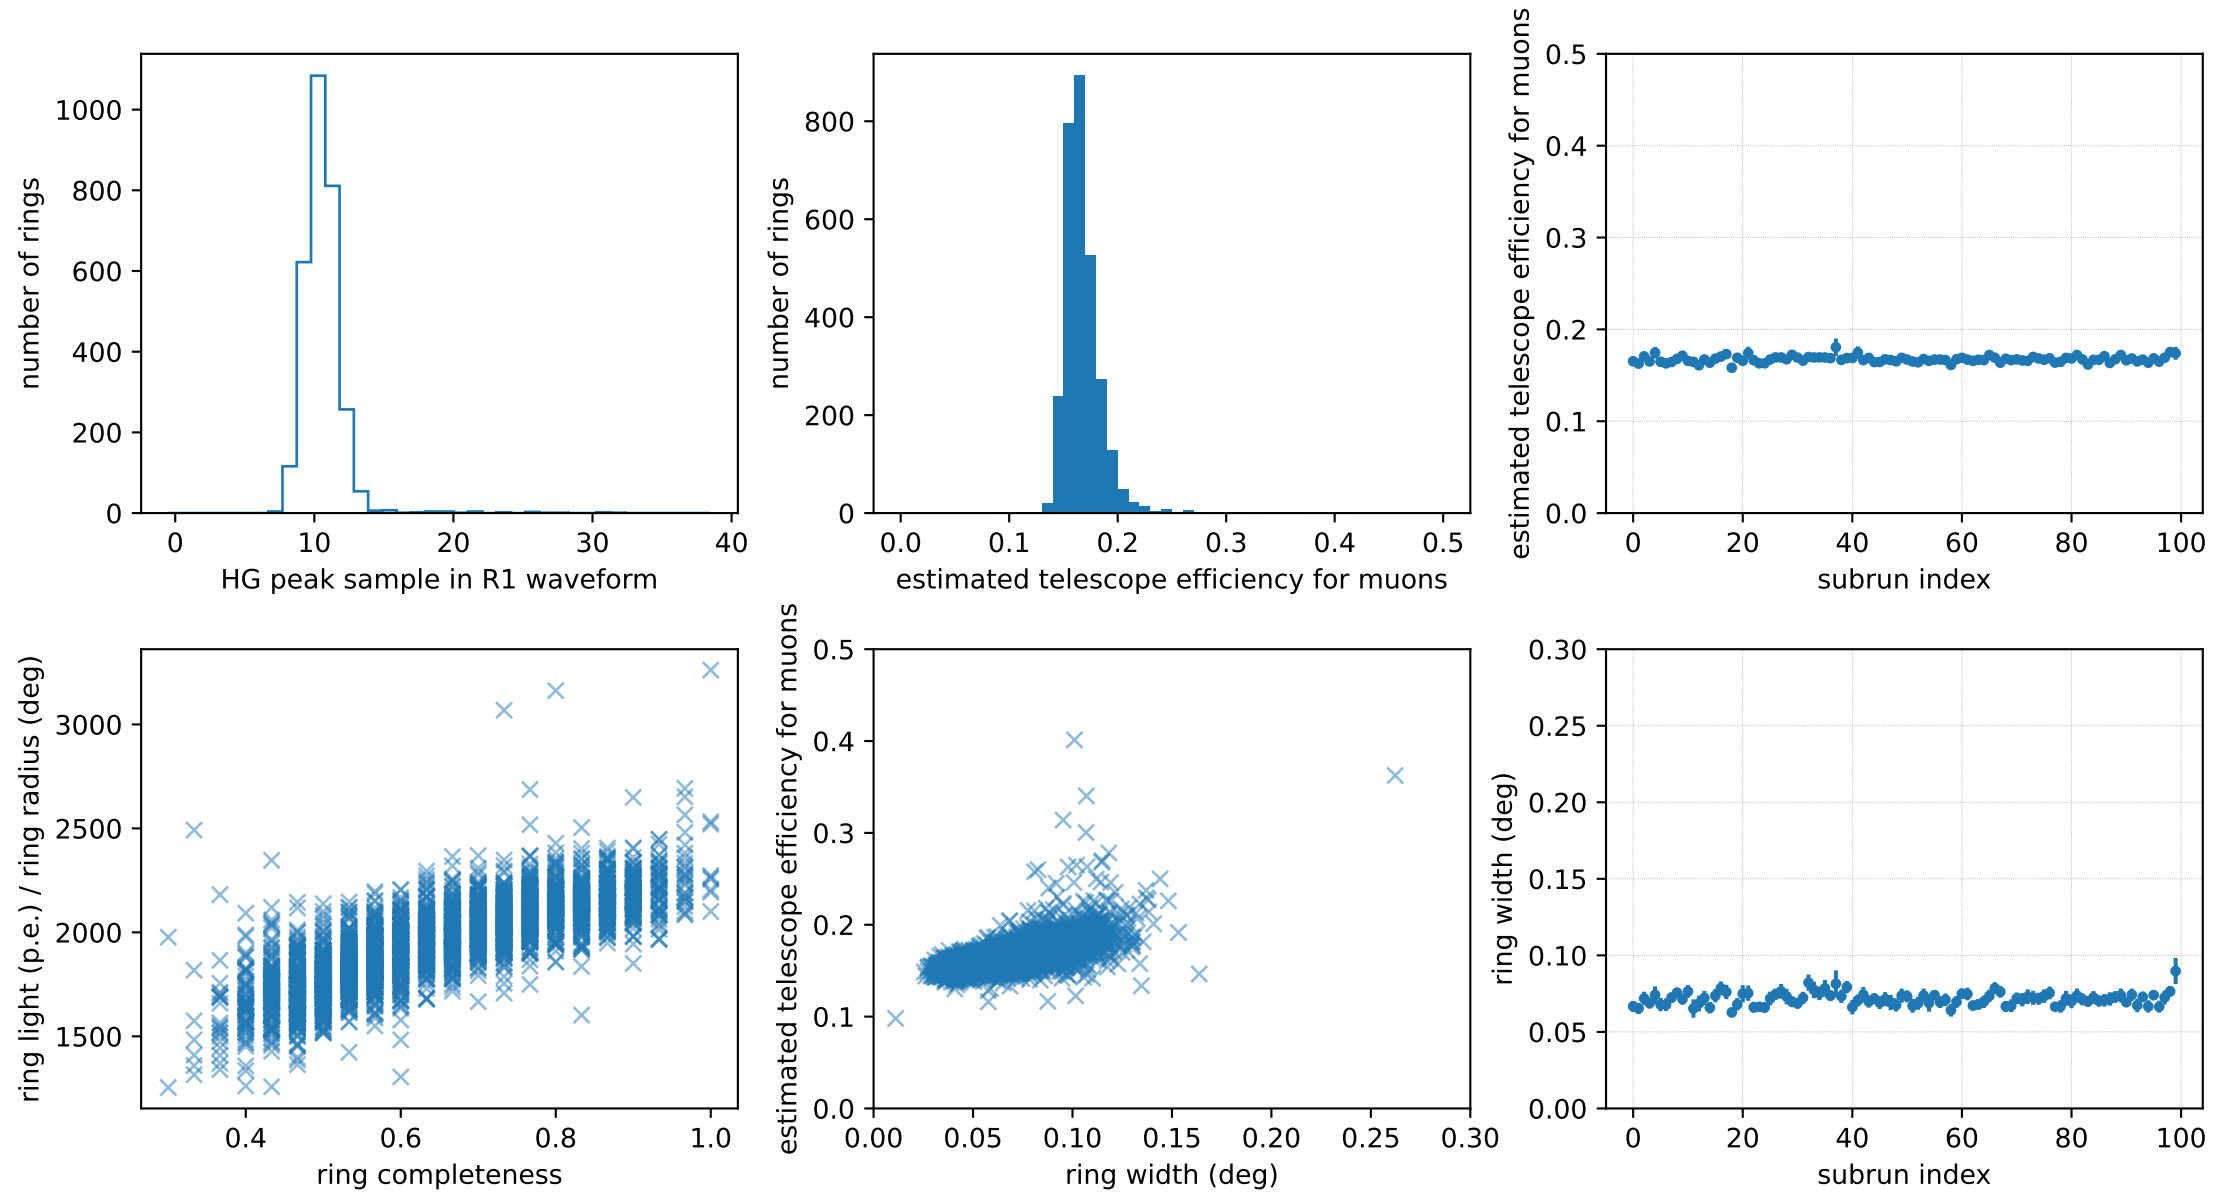 number of rings
1000
800
600
400
200
0
0 10 20 30 40
HG peak sample in R1 waveform
number of rings
800
600
400
200
0
0.0 0.1 0.2 0.3 0.4 0.5
estimated telescope efficiency for muons
estimated telescope efficiency for muons
0.5
0.4
0.3
0.2
0.1
0.0
0 20 40 60 80 100
subrun index
ring light (p.e.) / ring radius (deg)
3000
2500
2000
1500
0.4 0.6 0.8 1.0
ring completeness
estimated telescope efficiency for muons
0.5
0.4
0.3
0.2
0.1
0.0
0.00 0.05 0.10 0.15 0.20 0.25 0.30
ring width (deg)
ring width (deg)
0.30
0.25
0.20
0.15
0.10
0.05
0.00
0 20 40 60 80 100
subrun index